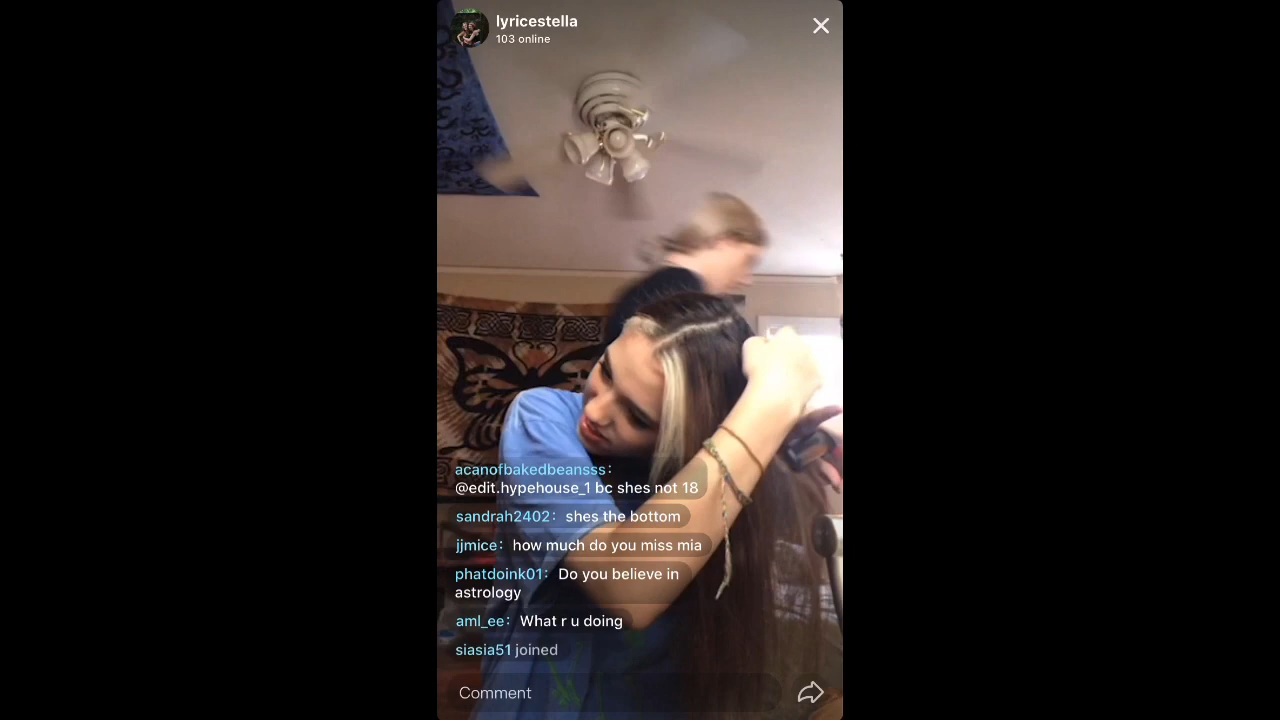 lyricestella
103 online
acanofbakedbeansss:
@edit.hypehouse_1 bc shes not 18
sandrah2402: shes the bottom
jjmice: how much do you miss mia
phatdoink01: Do you believe in
astrology
aml_ee: What r u doing
siasia51 joined
Comment